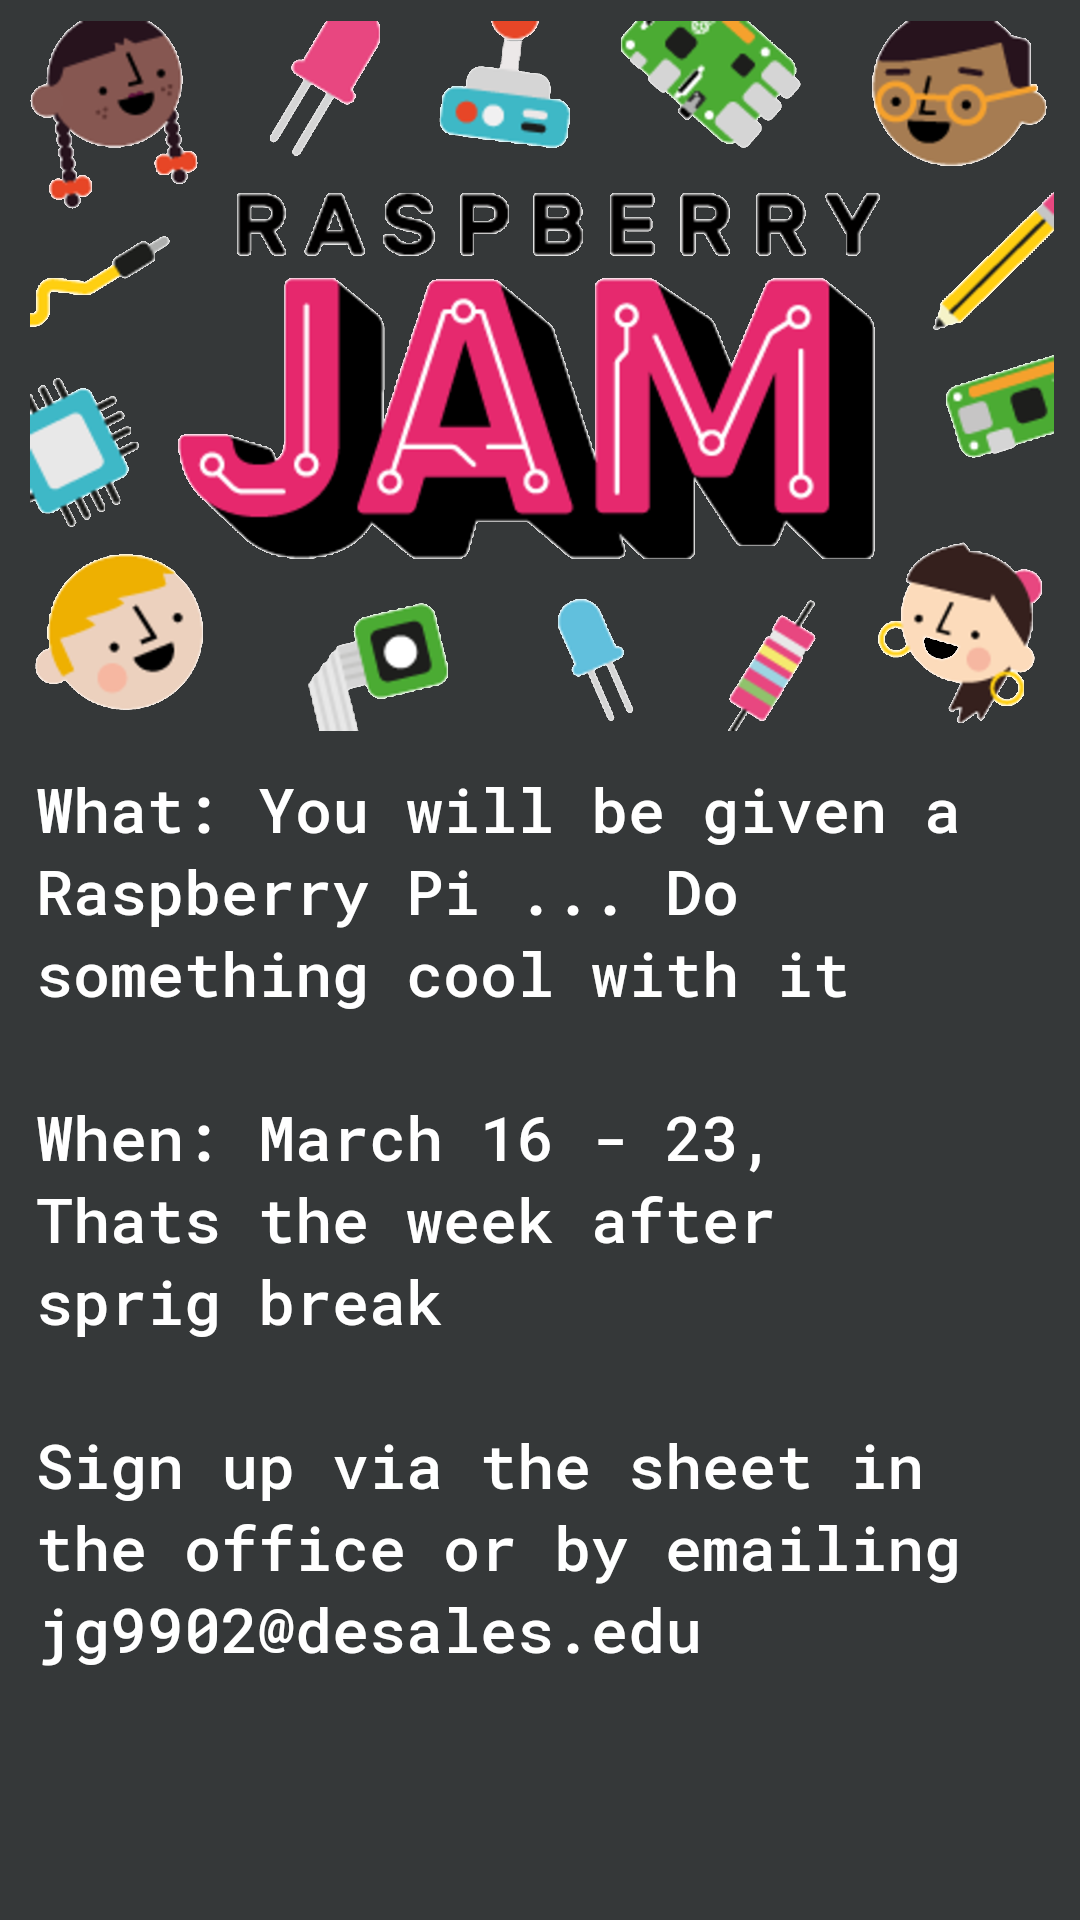 RASPBERRY
JAM
What: You will be given a
Raspberry Pi ... Do
something cool with it
When: March 16 - 23,
Thats the week after
sprig break
Sign up via the sheet in
the office or by emailing
jg9902@desales.edu